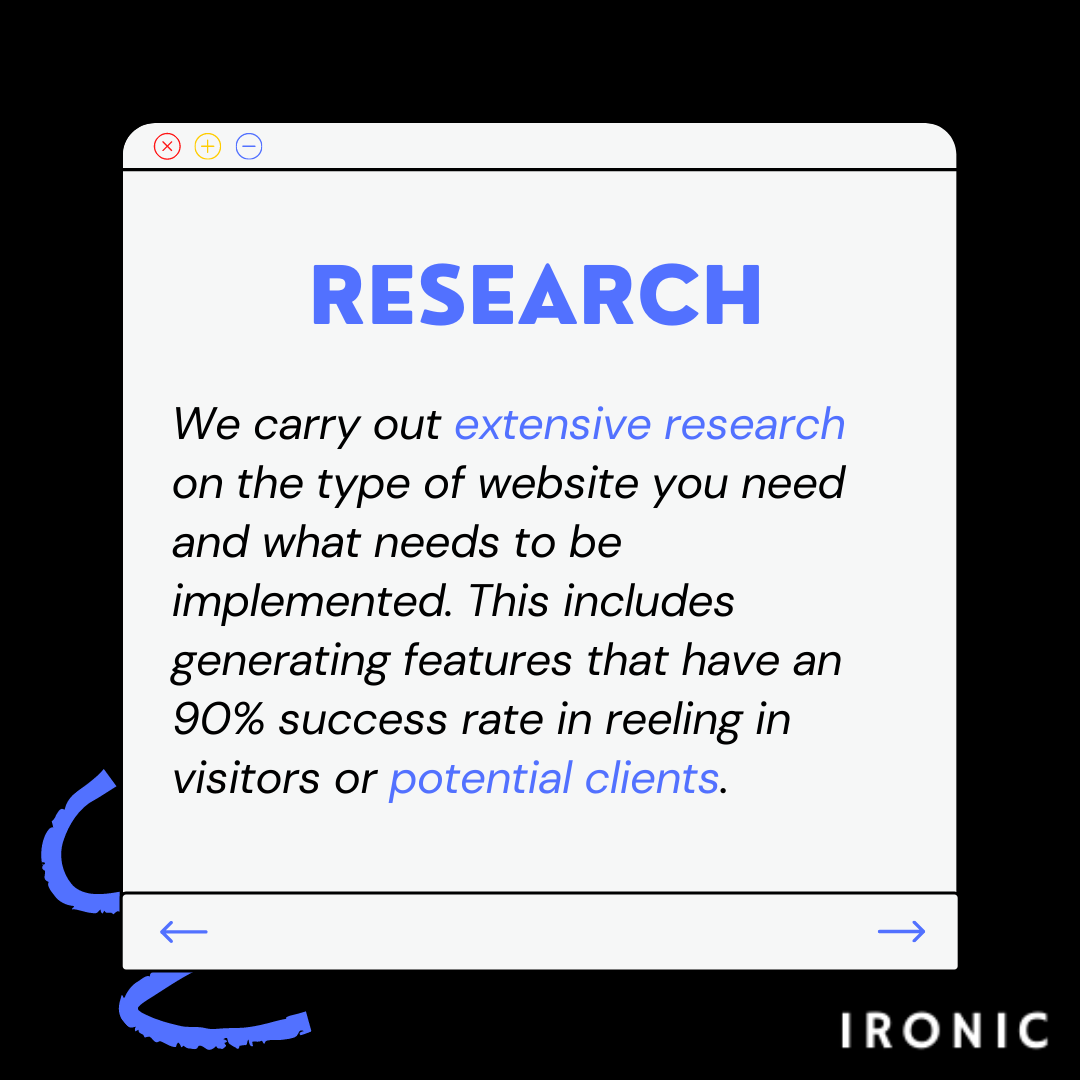 RESEARCH
We carry out extensive research
on the type of website you need
and what needs to be
implemented. This includes
generating features that have an
90% success rate in reeling in
visitors or potential clients.
IRONIC